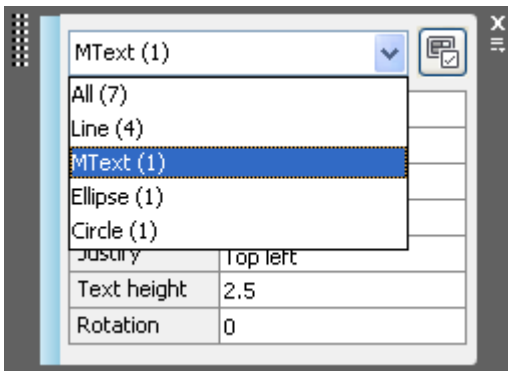 MText (1)
All (7)
Line (4)
MText (1)
Ellipse (1)
Circle (1)
Justify Top left
Text height 2.5
Rotation 0